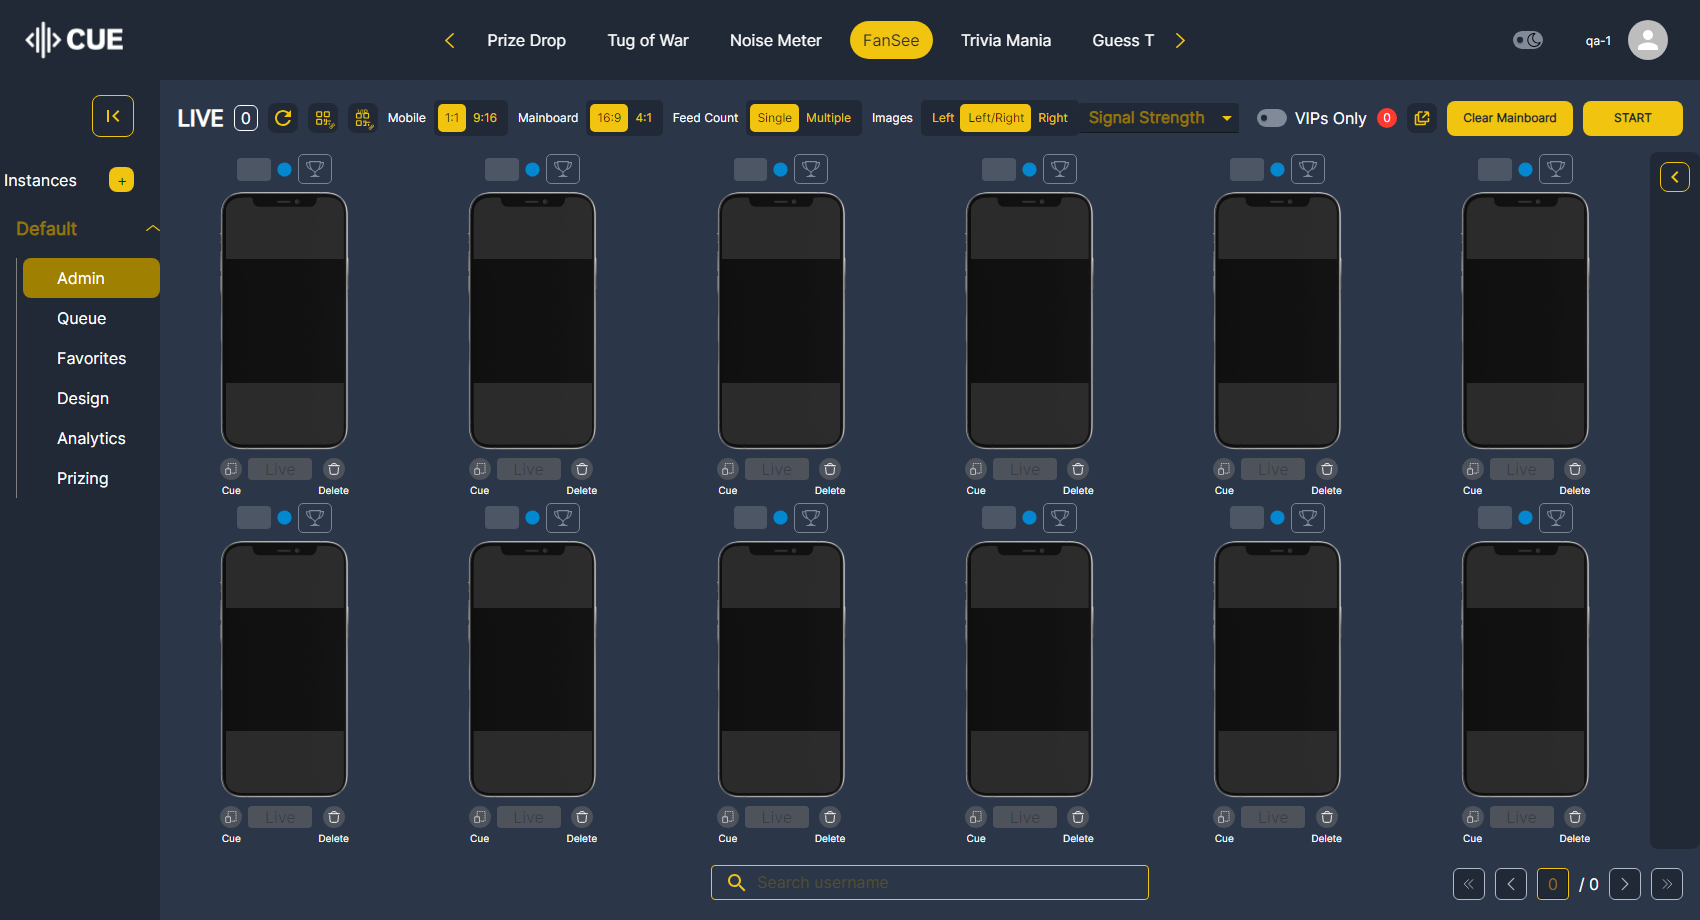 CUE
Prize Drop Tug of War Noise Meter FanSee Trivia Mania Guess T
qa-1
LIVE 0 Mobile 1:1 9:16 Mainboard 16:9 4:1 Feed Count Single Multiple Images Left Left/Right Right Signal Strength VIPs Only 0 Clear Mainboard START
Instances +
Default
Admin
Queue
Favorites
Design
Analytics
Prizing
Live Live Live Live Live Live
Cue Delete Cue Delete Cue Delete Cue Delete Cue Delete Cue Delete
Live Live Live Live Live Live
Cue Delete Cue Delete Cue Delete Cue Delete Cue Delete Cue Delete
Search username
0 / 0